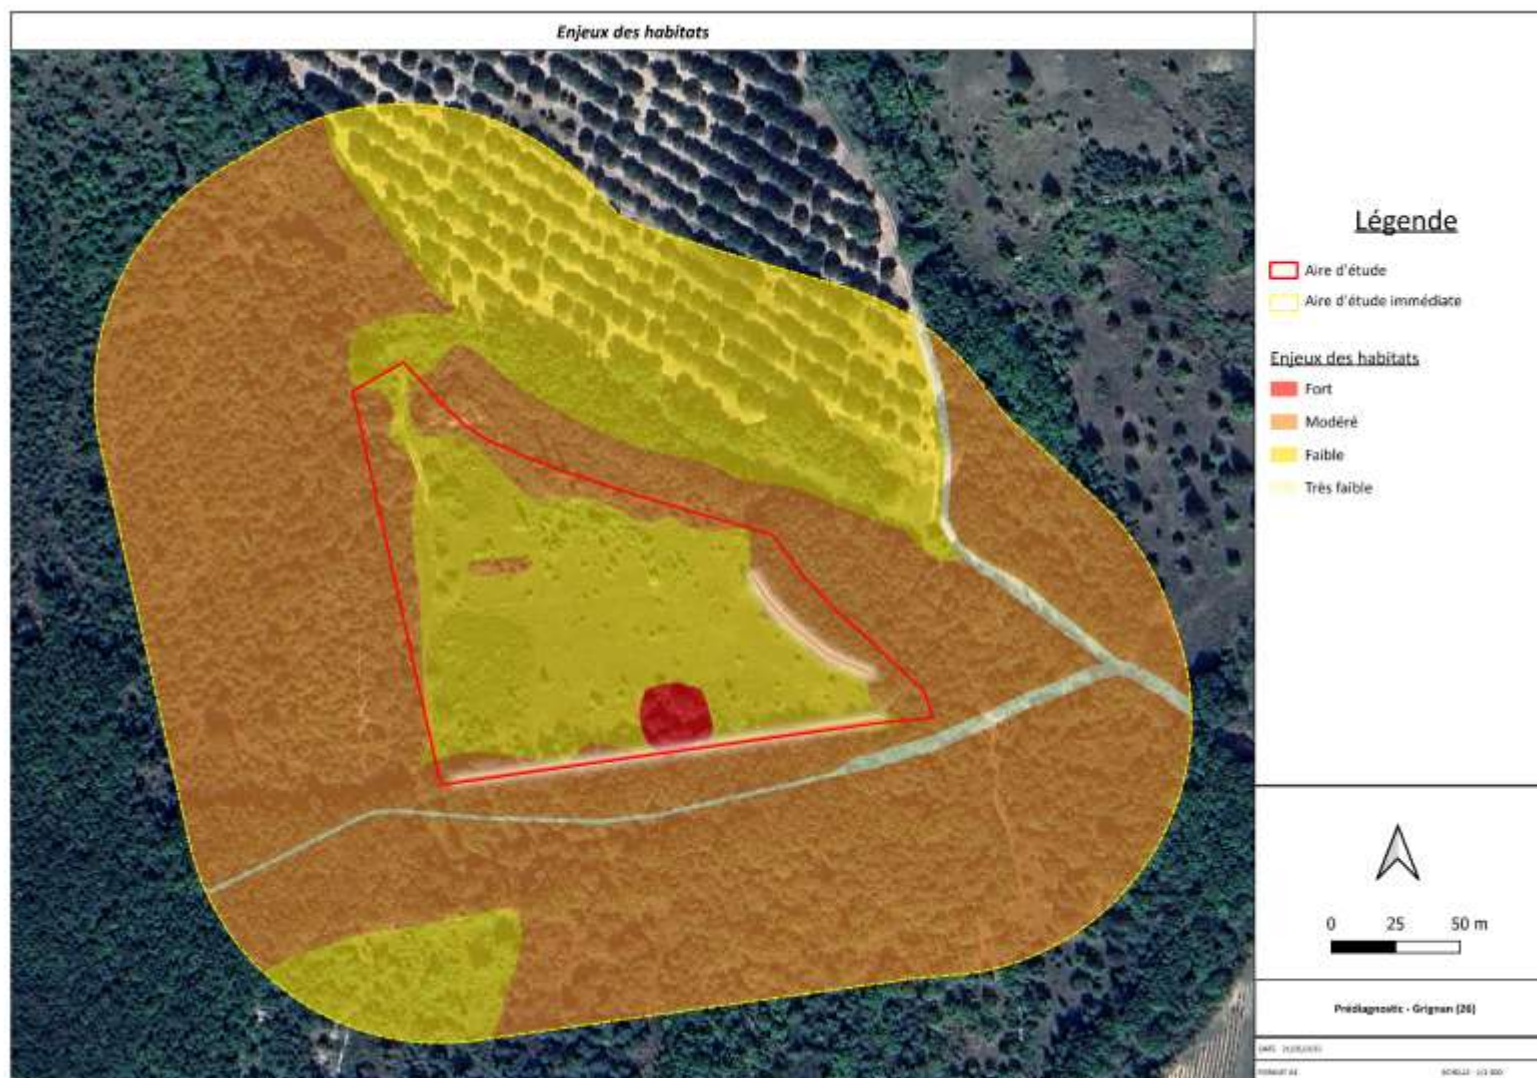 Enjeux des habitats
Légende
Aire d'étude
Aire d'étude immédiate
Enjeux des habitats
Fort
Modéré
Faible
Très faible
0 25 50 m
Prédiagnostic - Grignan (26)